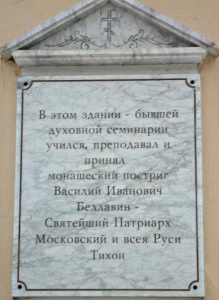 В этом здании - бывшей
духовной семинарии
учился, преподавал и
принял
монашеский постриг
Василий Иванович
Беллавин -
Святейший Патриарх
Московский и всея Руси
Тихон